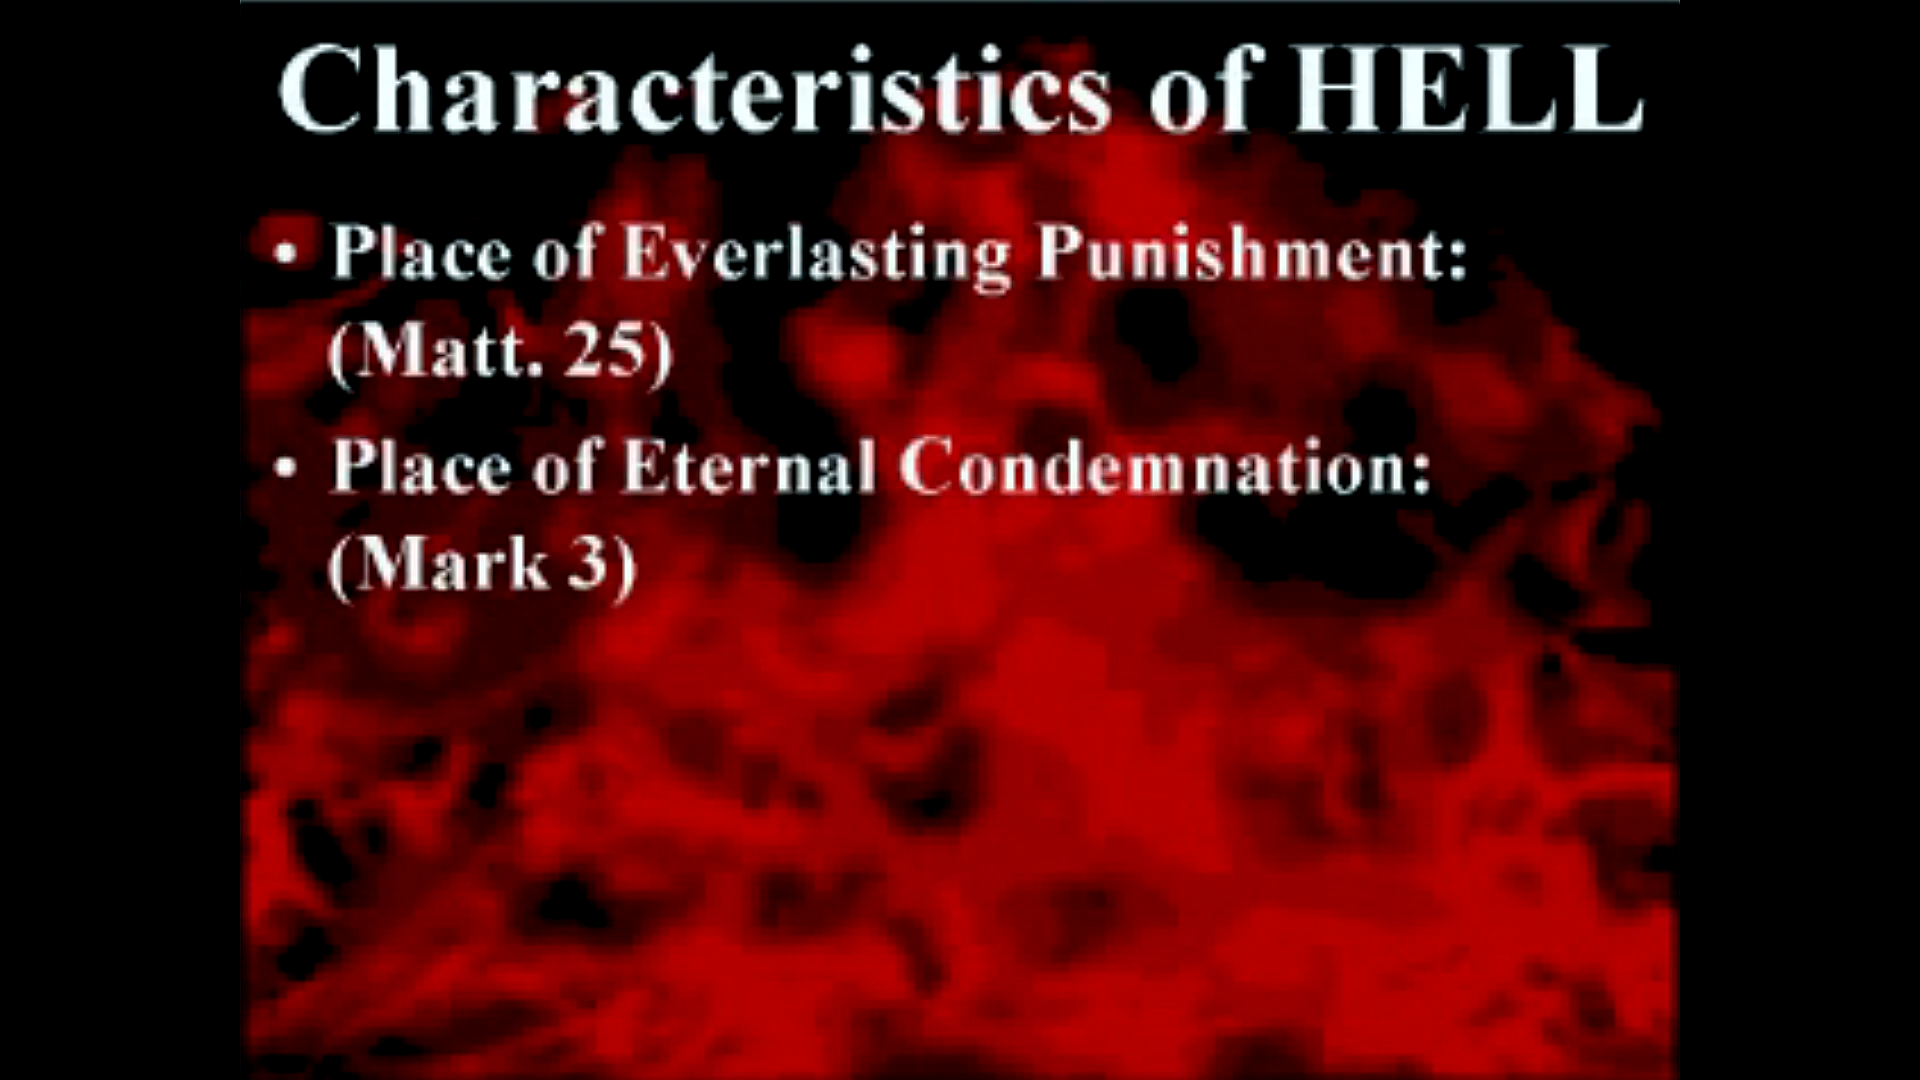 Characteristics of HELL
• Place of Everlasting Punishment:
(Matt. 25)
• Place of Eternal Condemnation:
(Mark 3)